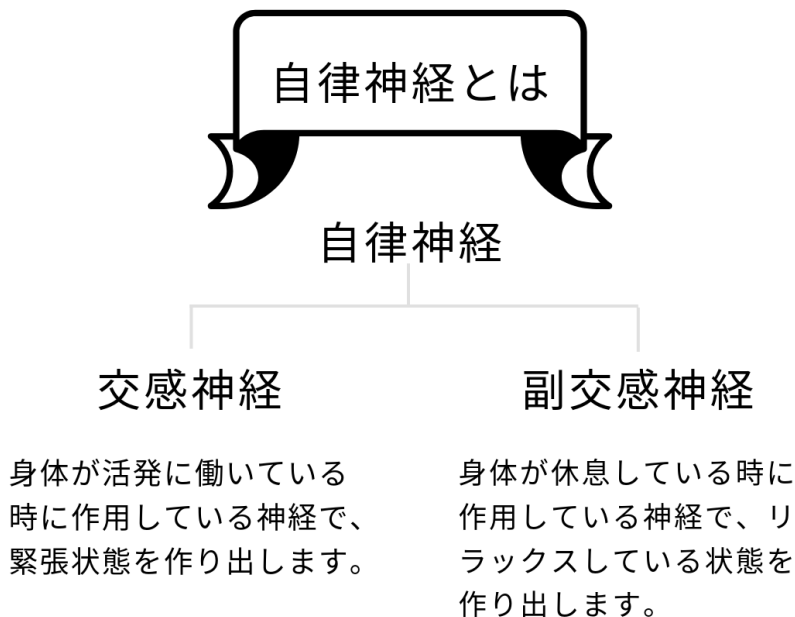 自律神経とは
自律神経
交感神経
身体が活発に働いている
時に作用している神経で、
緊張状態を作り出します。
副交感神経
身体が休息している時に
作用している神経で、リ
ラックスしている状態を
作り出します。